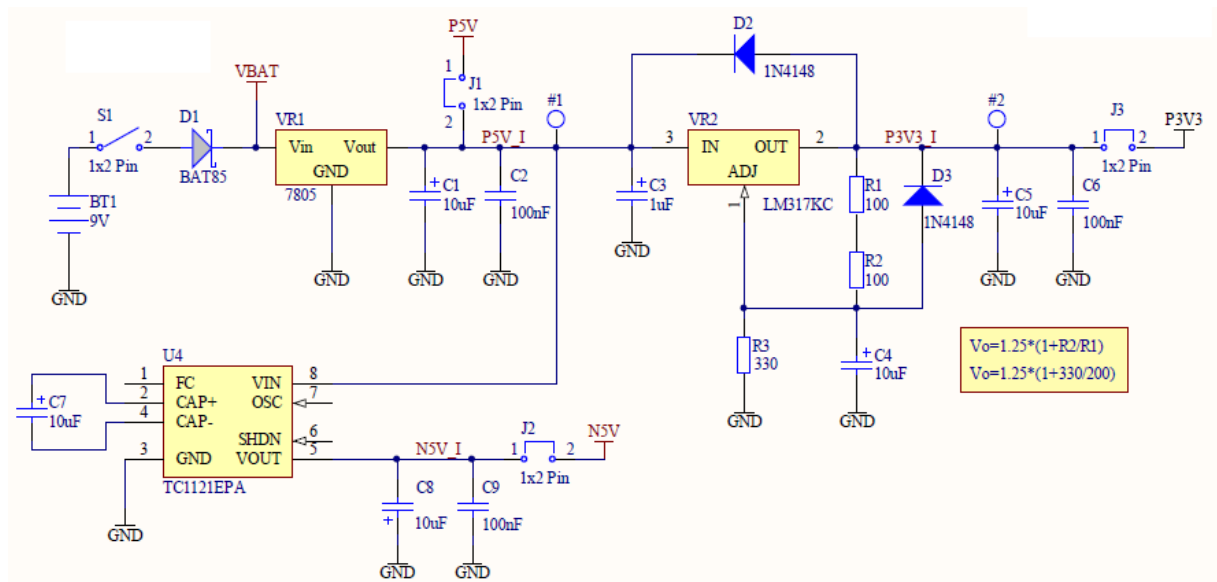 D2
P5V
1N4148
VBAT
1
J1
#1
#2
J3
S1
D1
VR1
1x2 Pin
VR2
P3V3
1
2
2
P5V_I
3
IN
OUT
2
P3V3_I
1
2
Vin
Vout
1x2 Pin
1x2 Pin
BAT85
GND
ADJ
D3
7805
C1
C2
C3
1
LM317KC
R1
C5
C6
BT1
10uF
100nF
1uF
100
1N4148
10uF
100nF
9V
R2
GND
100
GND
GND
GND
GND
GND
GND
U4
R3
C4
Vo=1.25*(1+R2/R1)
330
10uF
Vo=1.25*(1+330/200)
1
FC
VIN
8
C7
2
CAP+
OSC
7
10uF
4
CAP-
GND
GND
SHDN
6
J2
N5V
3
GND
VOUT
5
N5V_I
1
2
TC1121EPA
1x2 Pin
C8
C9
10uF
100nF
GND
GND
GND